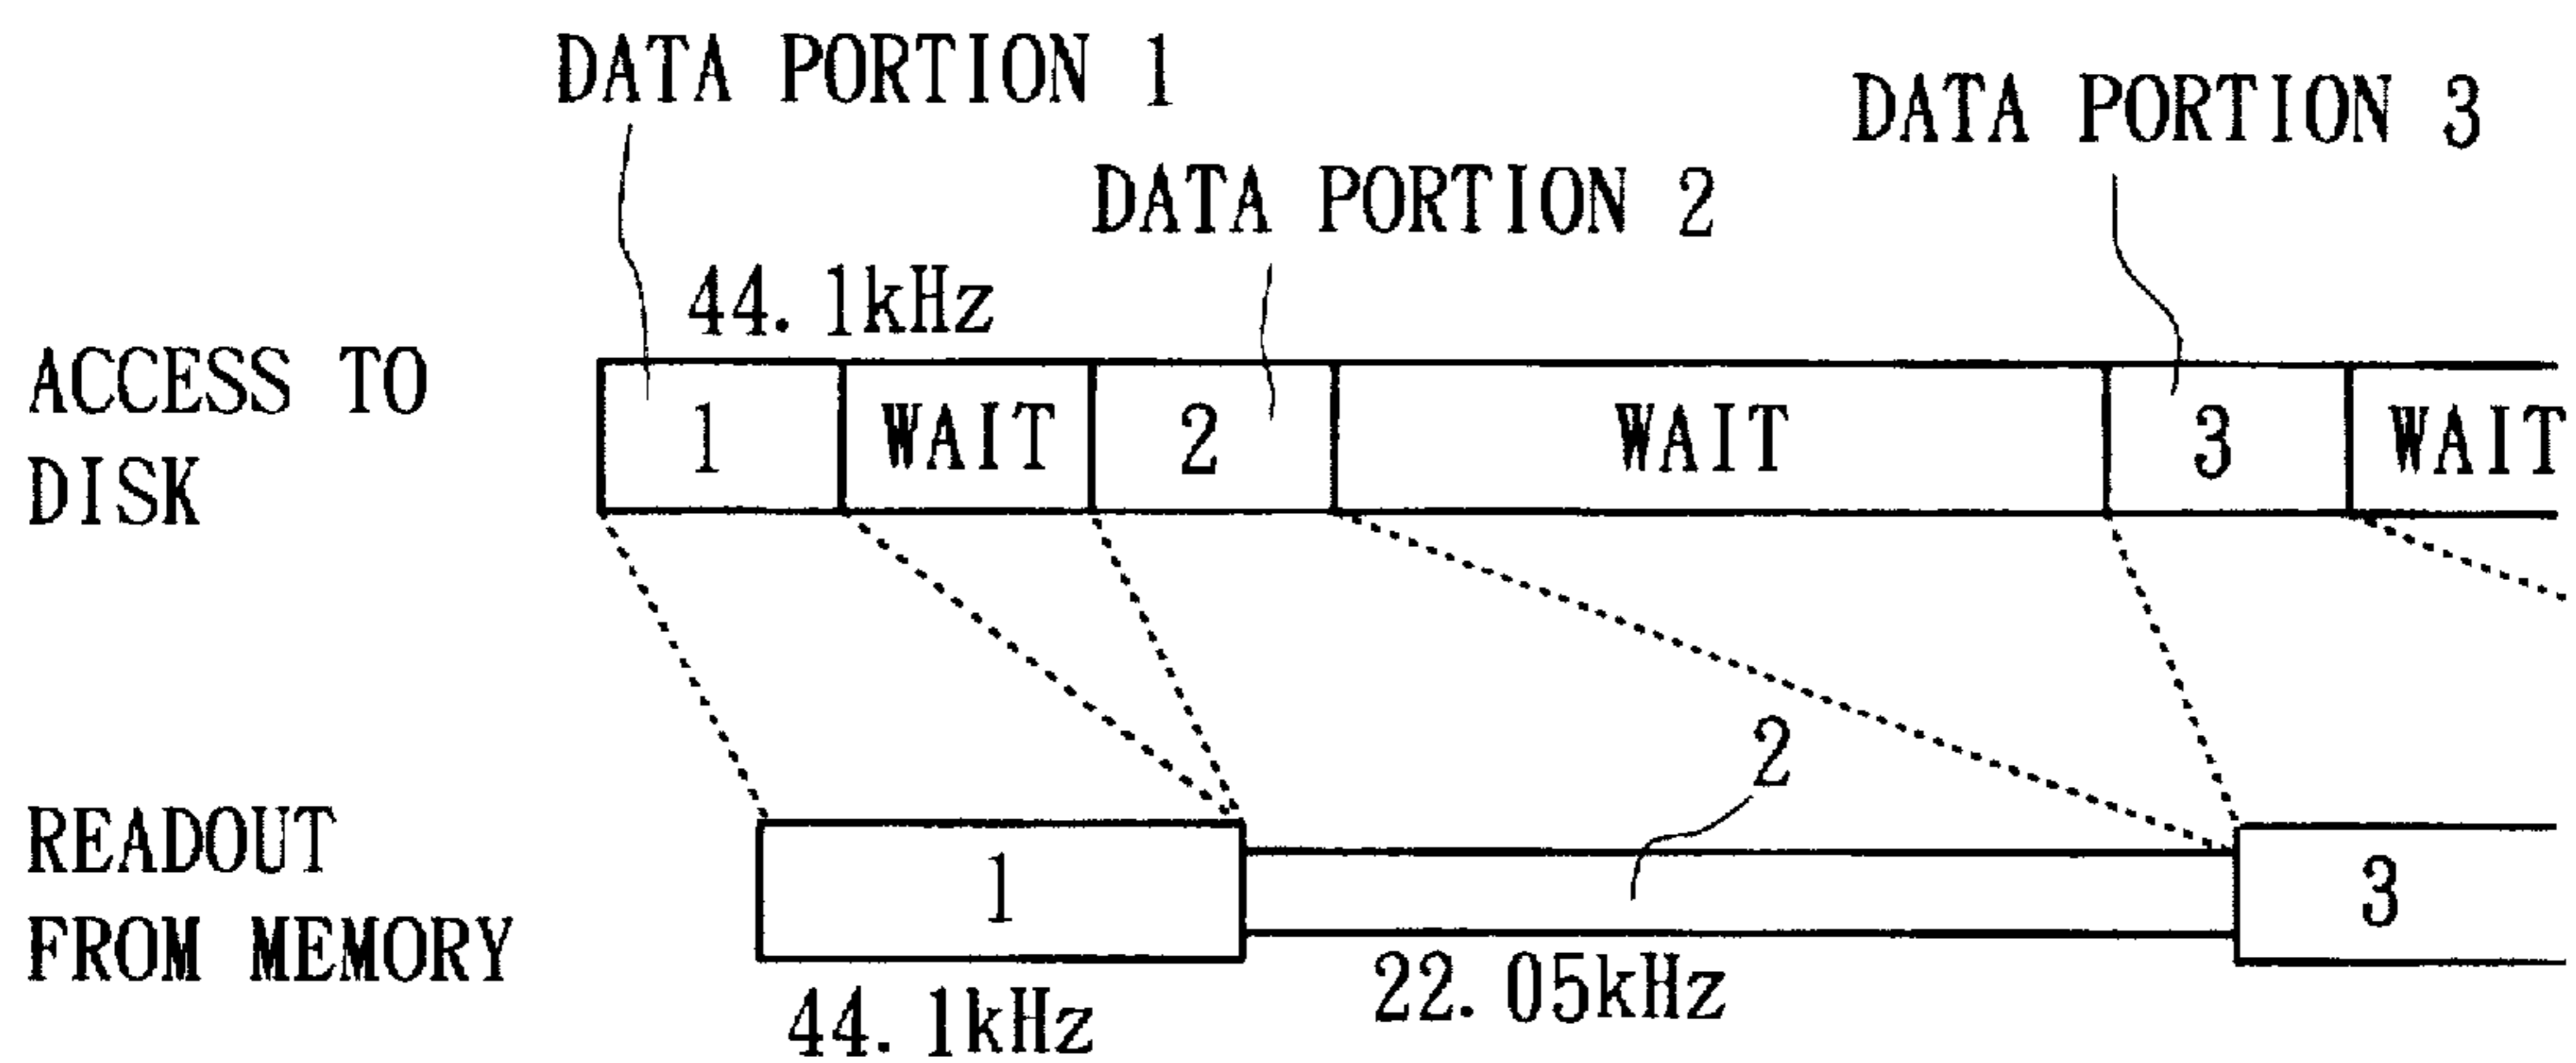 DATA PORTION 1
DATA PORTION 3
DATA PORTION 2
44.1kHz
ACCESS TO
DISK
1
WAIT
2
WAIT
3
WAIT
2
READOUT
FROM MEMORY
1
3
22.05kHz
44.1kHz